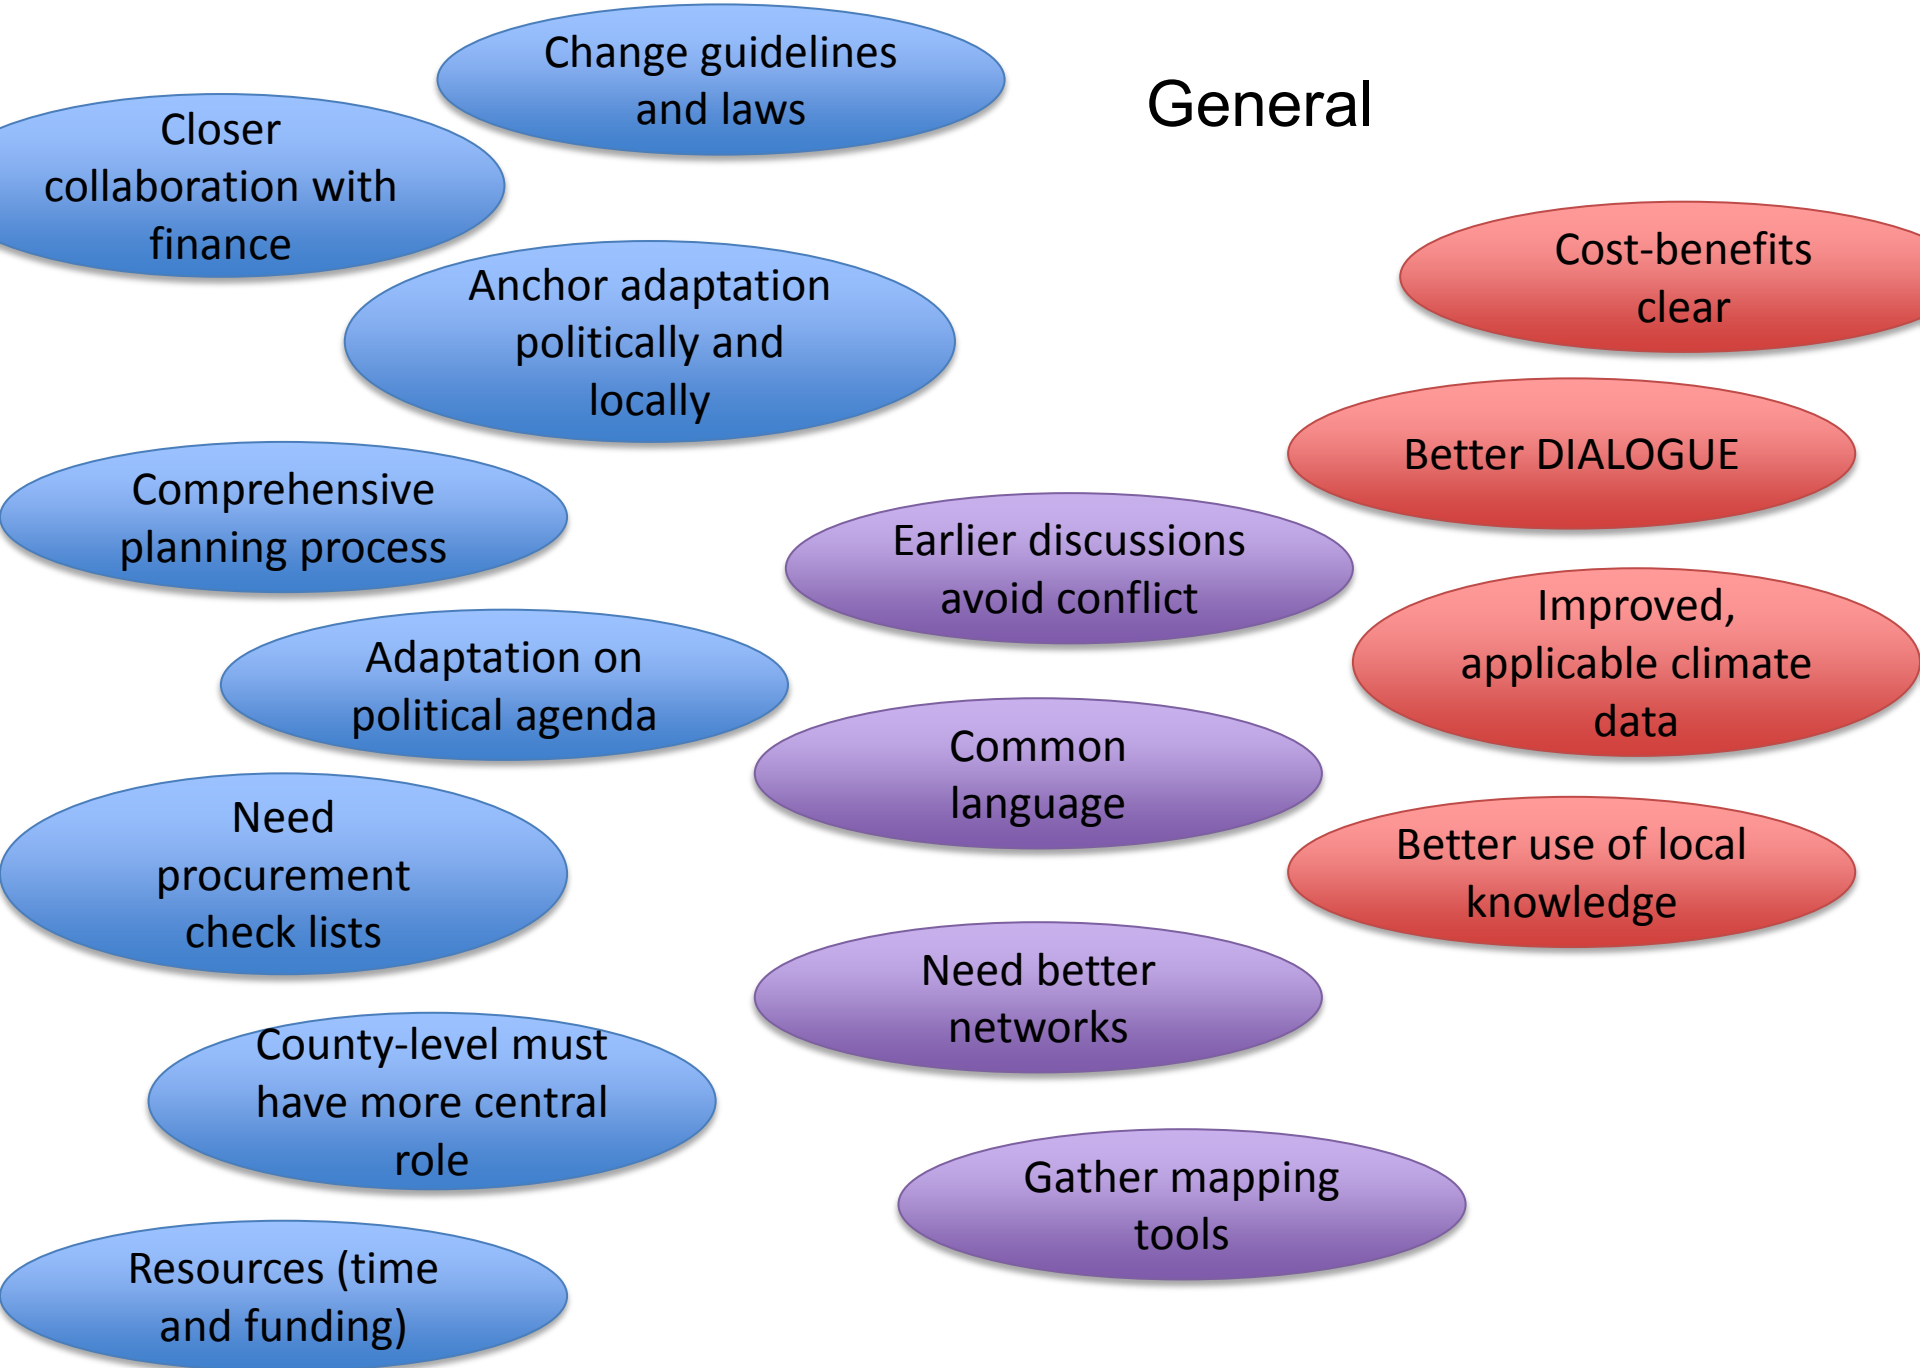 General
Change guidelines
and laws
Closer
collaboration with
finance
Anchor adaptation
politically and
locally
Comprehensive
planning process
Adaptation on
political agenda
Need
procurement
check lists
County-level must
have more central
role
Resources (time
and funding)
Earlier discussions
avoid conflict
Common
language
Need better
networks
Gather mapping
tools
Cost-benefits
clear
Better DIALOGUE
Improved,
applicable climate
data
Better use of local
knowledge